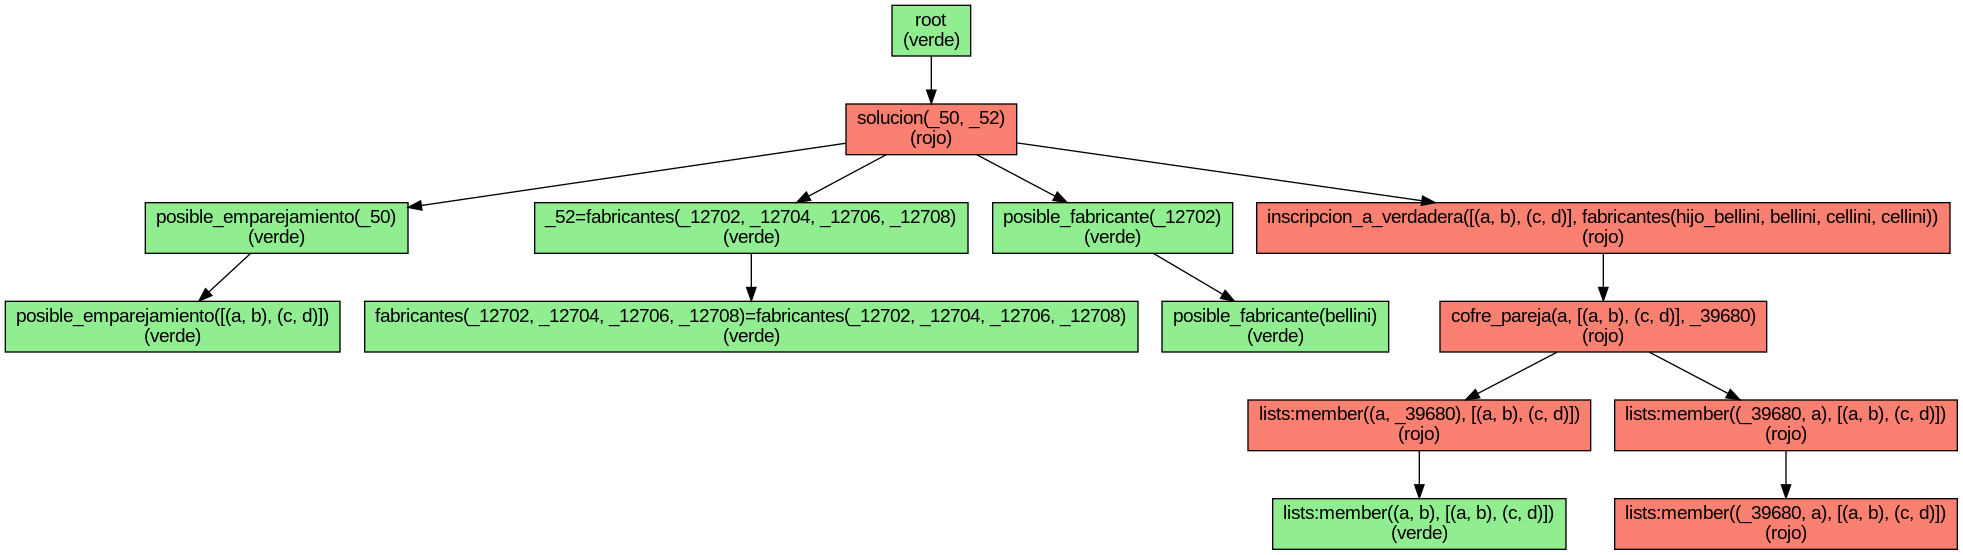 root
(verde)
solucion(_50, _52)
(rojo)
posible_emparejamiento(_50)
(verde)
_52=fabricantes(_12702, _12704, _12706, _12708)
(verde)
posible_fabricante(_12702)
(verde)
inscripcion_a_verdadera([(a, b), (c, d)], fabricantes(hijo_bellini, bellini, cellini, cellini))
(rojo)
posible_emparejamiento([(a, b), (c, d)])
(verde)
fabricantes(_12702, _12704, _12706, _12708)=fabricantes(_12702, _12704, _12706, _12708)
(verde)
posible_fabricante(bellini)
(verde)
cofre_pareja(a, [(a, b), (c, d)], _39680)
(rojo)
lists:member((a, _39680), [(a, b), (c, d)])
(rojo)
lists:member((_39680, a), [(a, b), (c, d)])
(rojo)
lists:member((a, b), [(a, b), (c, d)])
(verde)
lists:member((_39680, a), [(a, b), (c, d)])
(rojo)